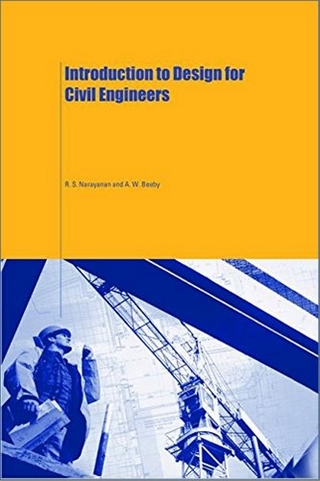 Introduction to Design for
Civil Engineers
R. S. Narayanan and A. W. Beeby